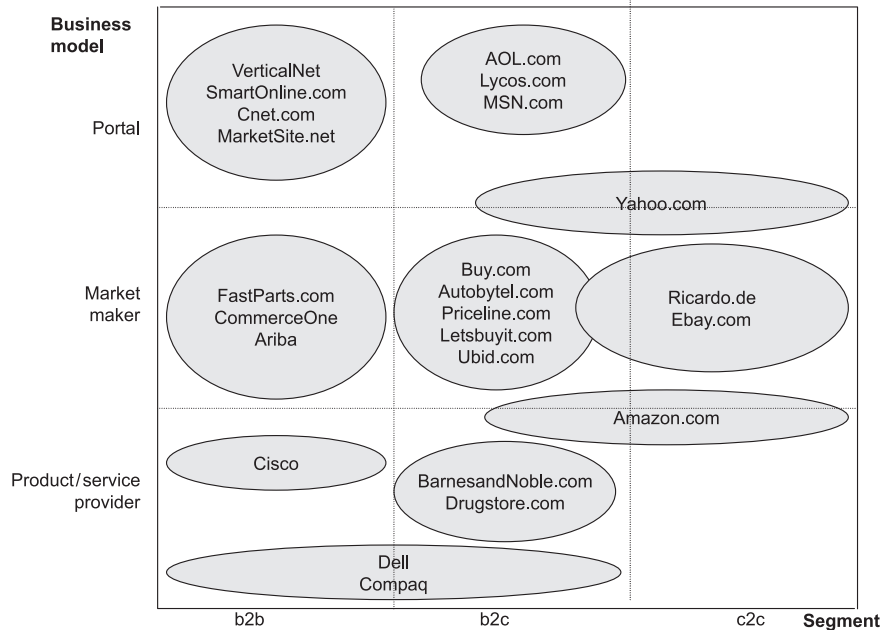 Business
model
VerticalNet
SmartOnline.com
Cnet.com
MarketSite.net
AOL.com
Lycos.com
MSN.com
Portal
Yahoo.com
Market
maker
FastParts.com
CommerceOne
Ariba
Buy.com
Autobytel.com
Priceline.com
Letsbuyit.com
Ubid.com
Ricardo.de
Ebay.com
Amazon.com
Product/service
provider
Cisco
BarnesandNoble.com
Drugstore.com
Dell
Compaq
b2b
b2c
c2c
Segment